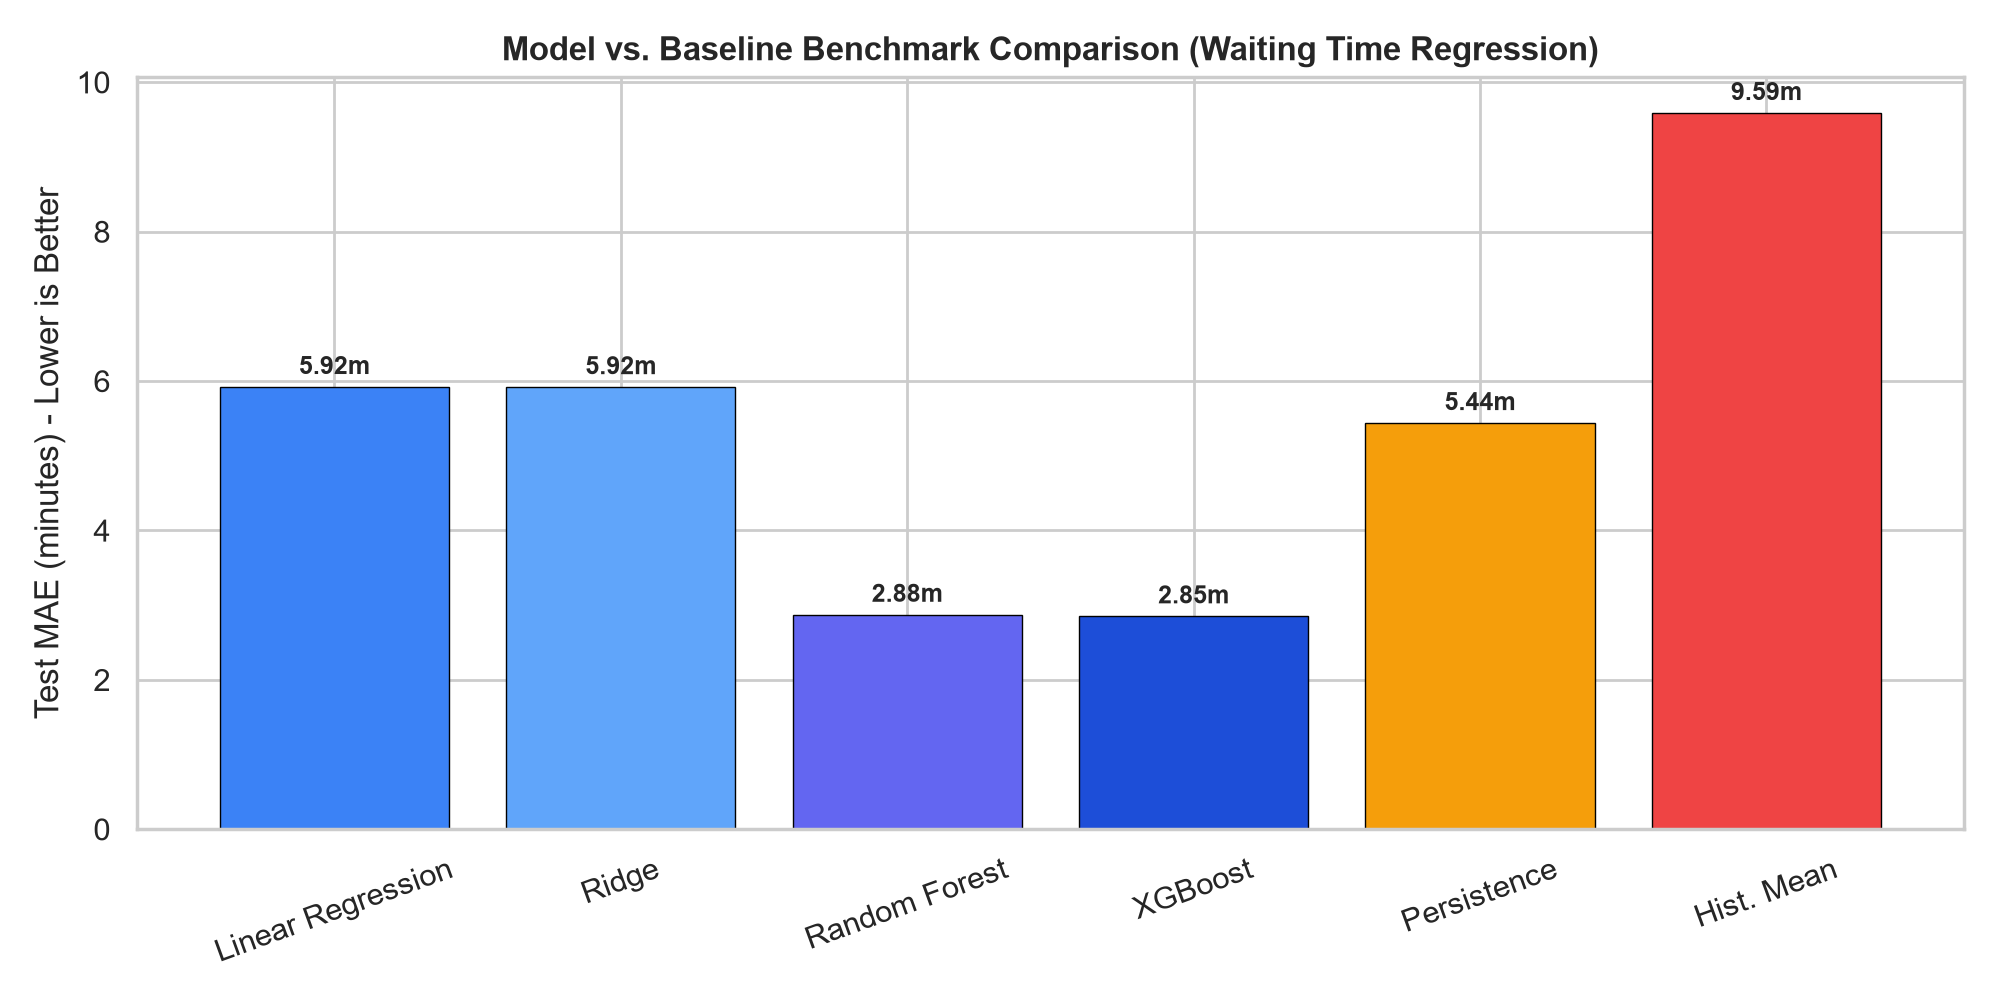 Model vs. Baseline Benchmark Comparison (Waiting Time Regression)
Test MAE (minutes) - Lower is Better
10
8
6
4
2
0
5.92m
5.92m
2.88m
2.85m
5.44m
9.59m
Linear Regression
Ridge
Random Forest
XGBoost
Persistence
Hist. Mean